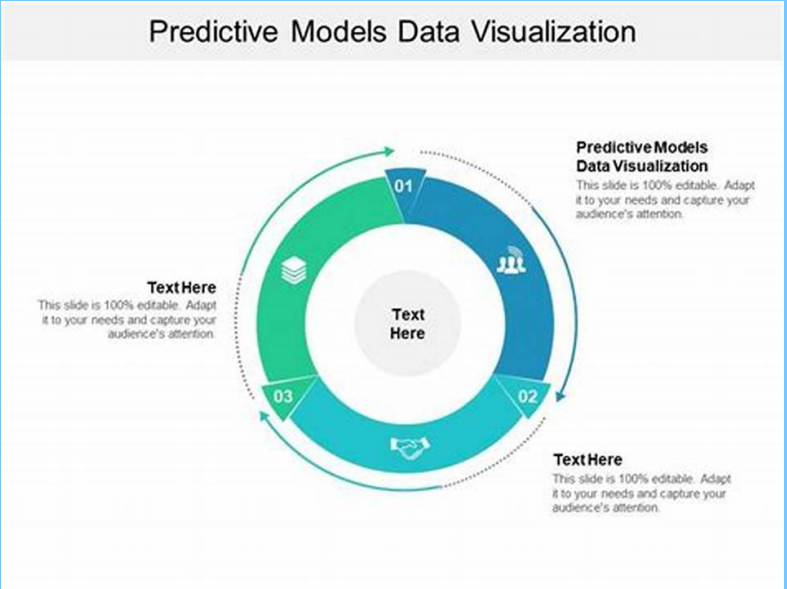 Predictive Models Data Visualization
Predictive Models
Data Visualization
This slide is 100% editable. Adapt
it to your needs and capture your
audience's attention.
01
Text Here
This slide is 100% editable. Adapt
it to your needs and capture your
audience's attention.
Text
Here
03
02
Text Here
This slide is 100% editable. Adapt
it to your needs and capture your
audience's attention.